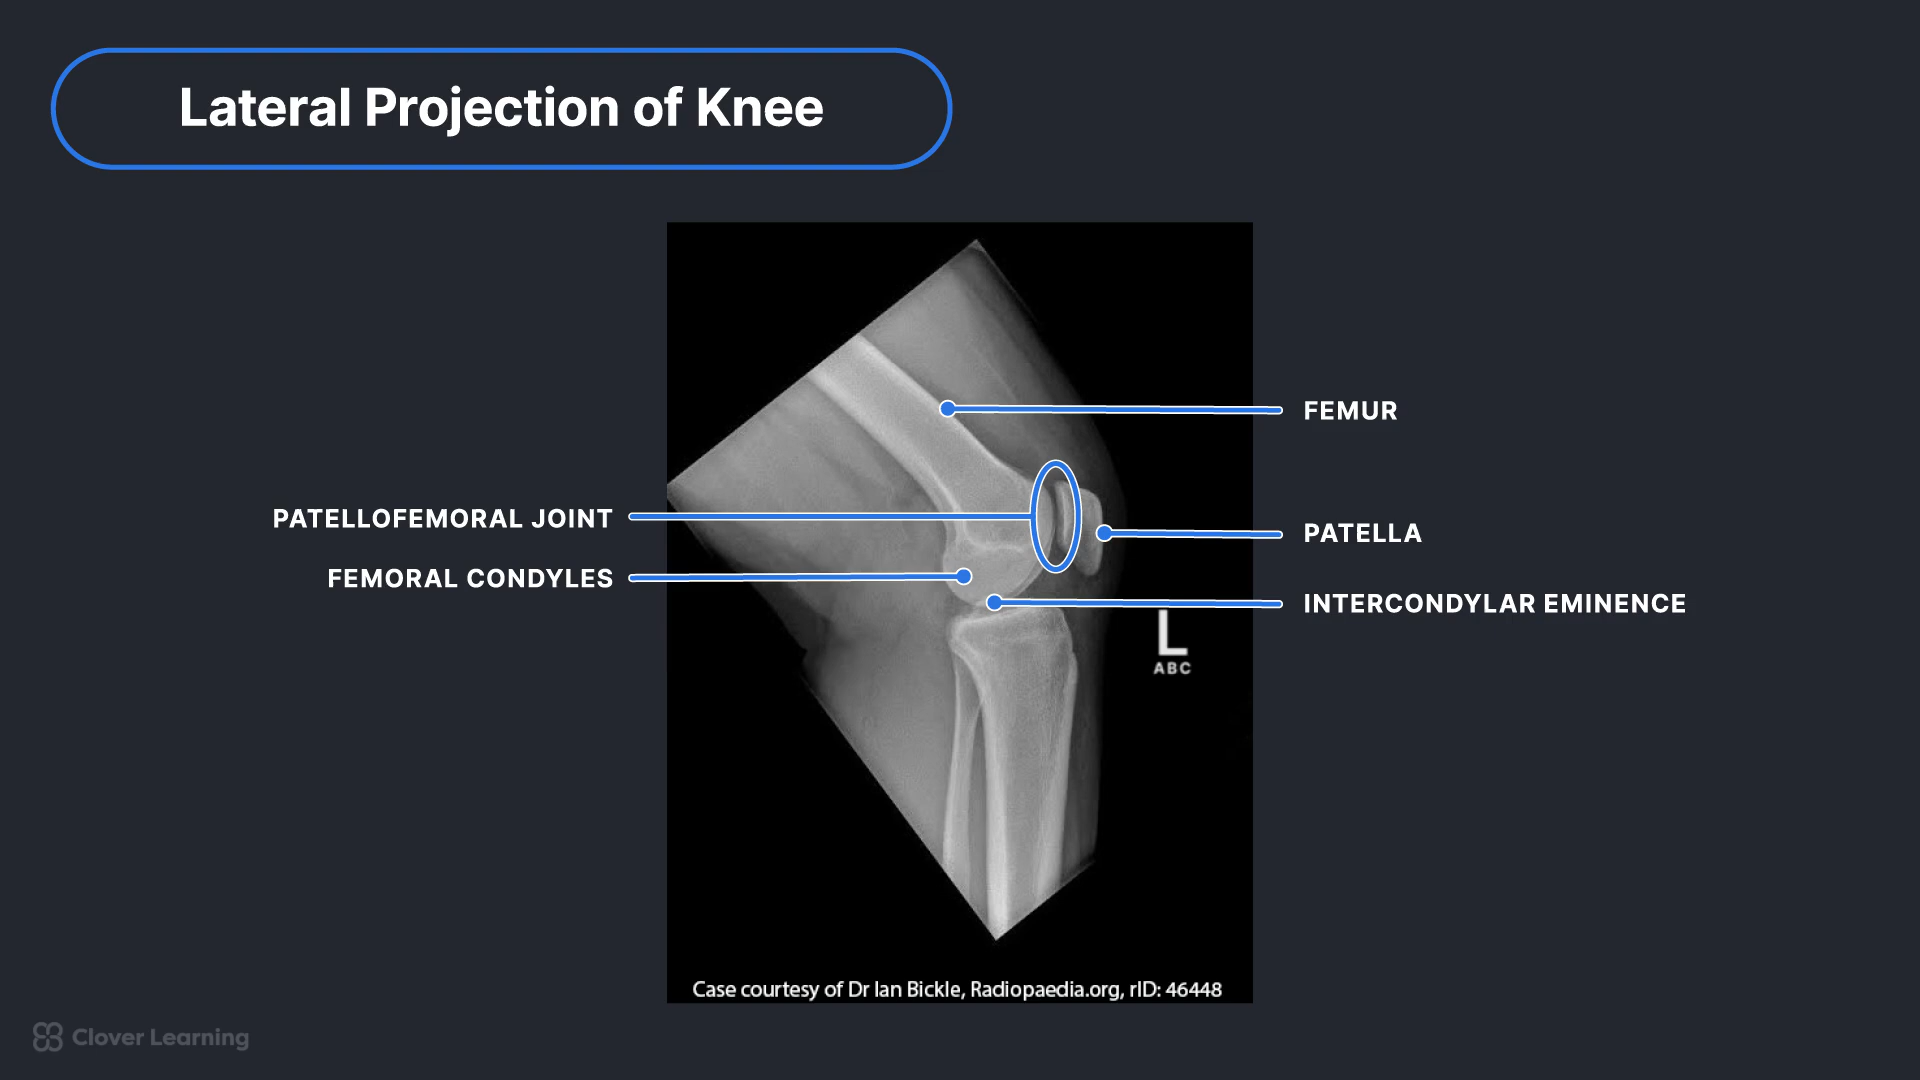 Lateral Projection of Knee
FEMUR
PATELLOFEMORAL JOINT
PATELLA
FEMORAL CONDYLES
INTERCONDYLAR EMINENCE
L
ABC
Case courtesy of Dr Ian Bickle, Radiopaedia.org, rID: 46448
Clover Learning